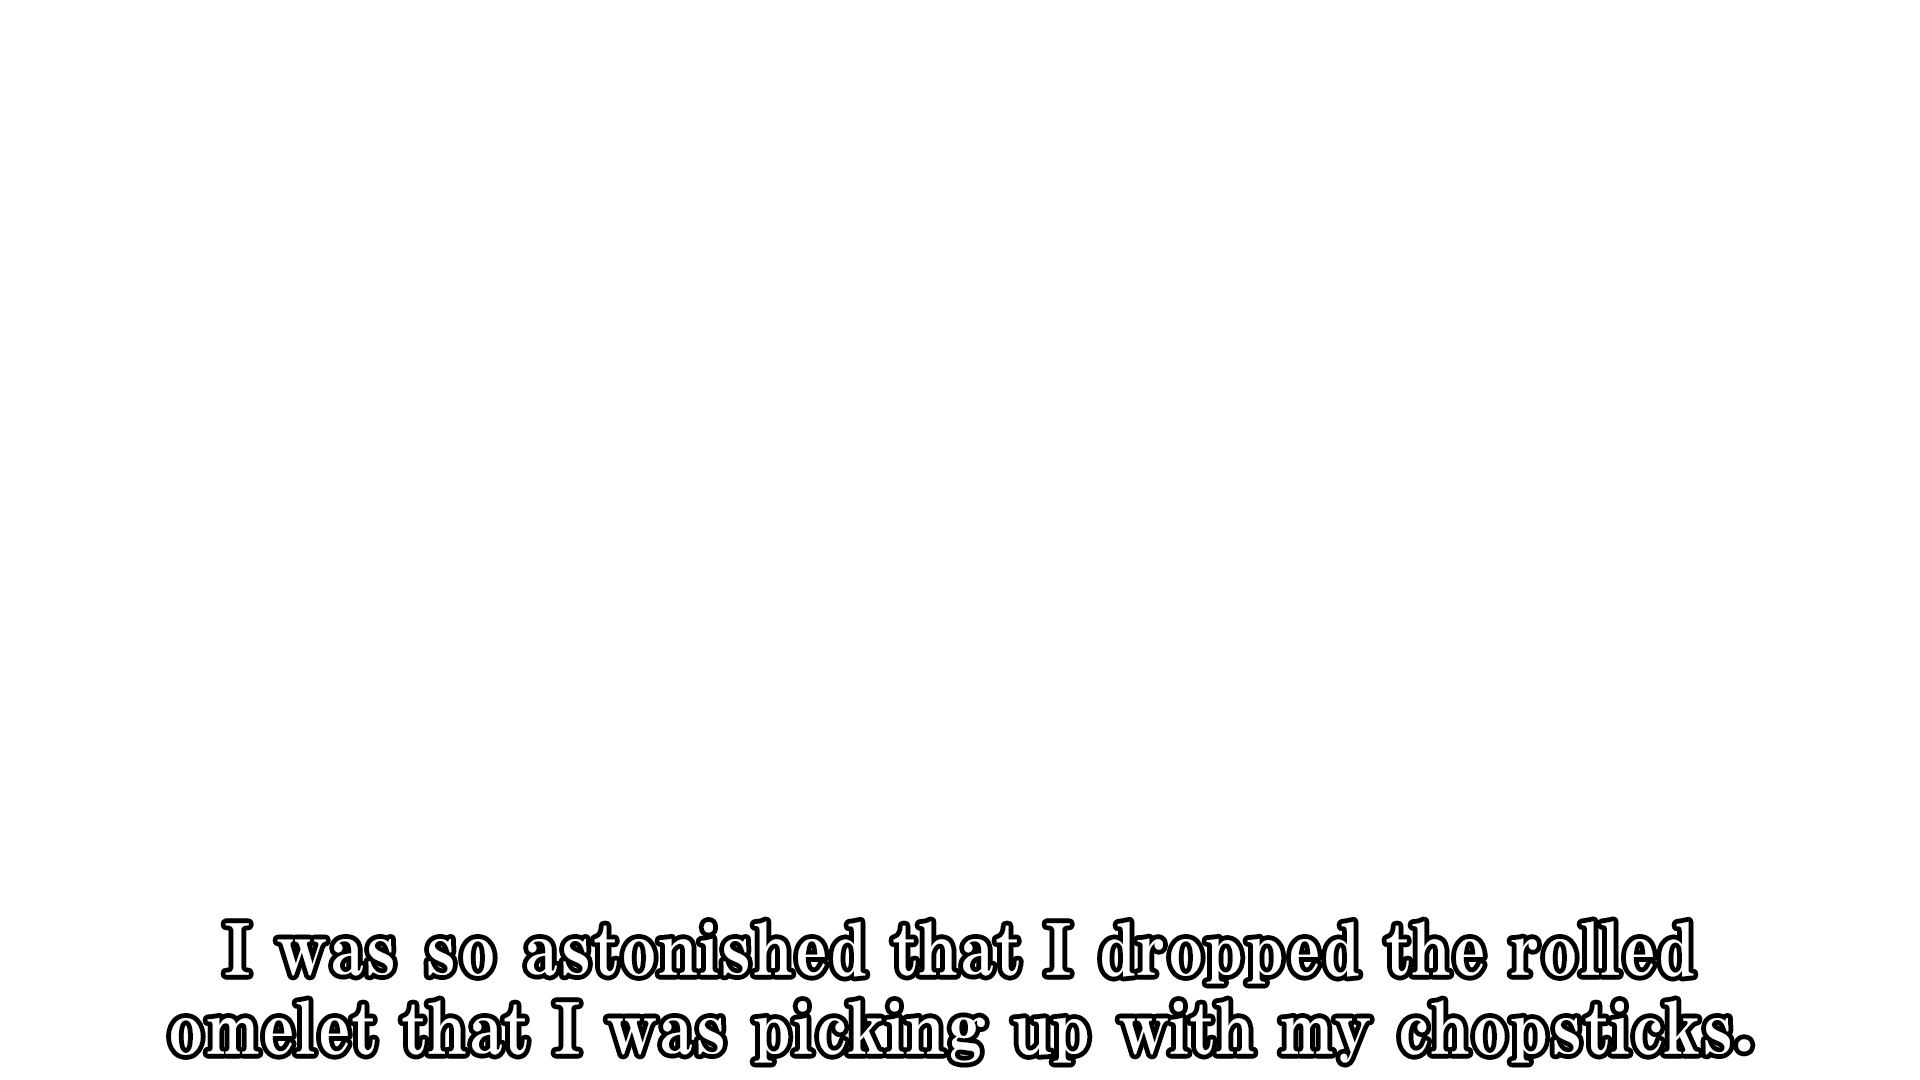 I was so astonished that I dropped the rolled
omelet that I was picking up with my chopsticks.